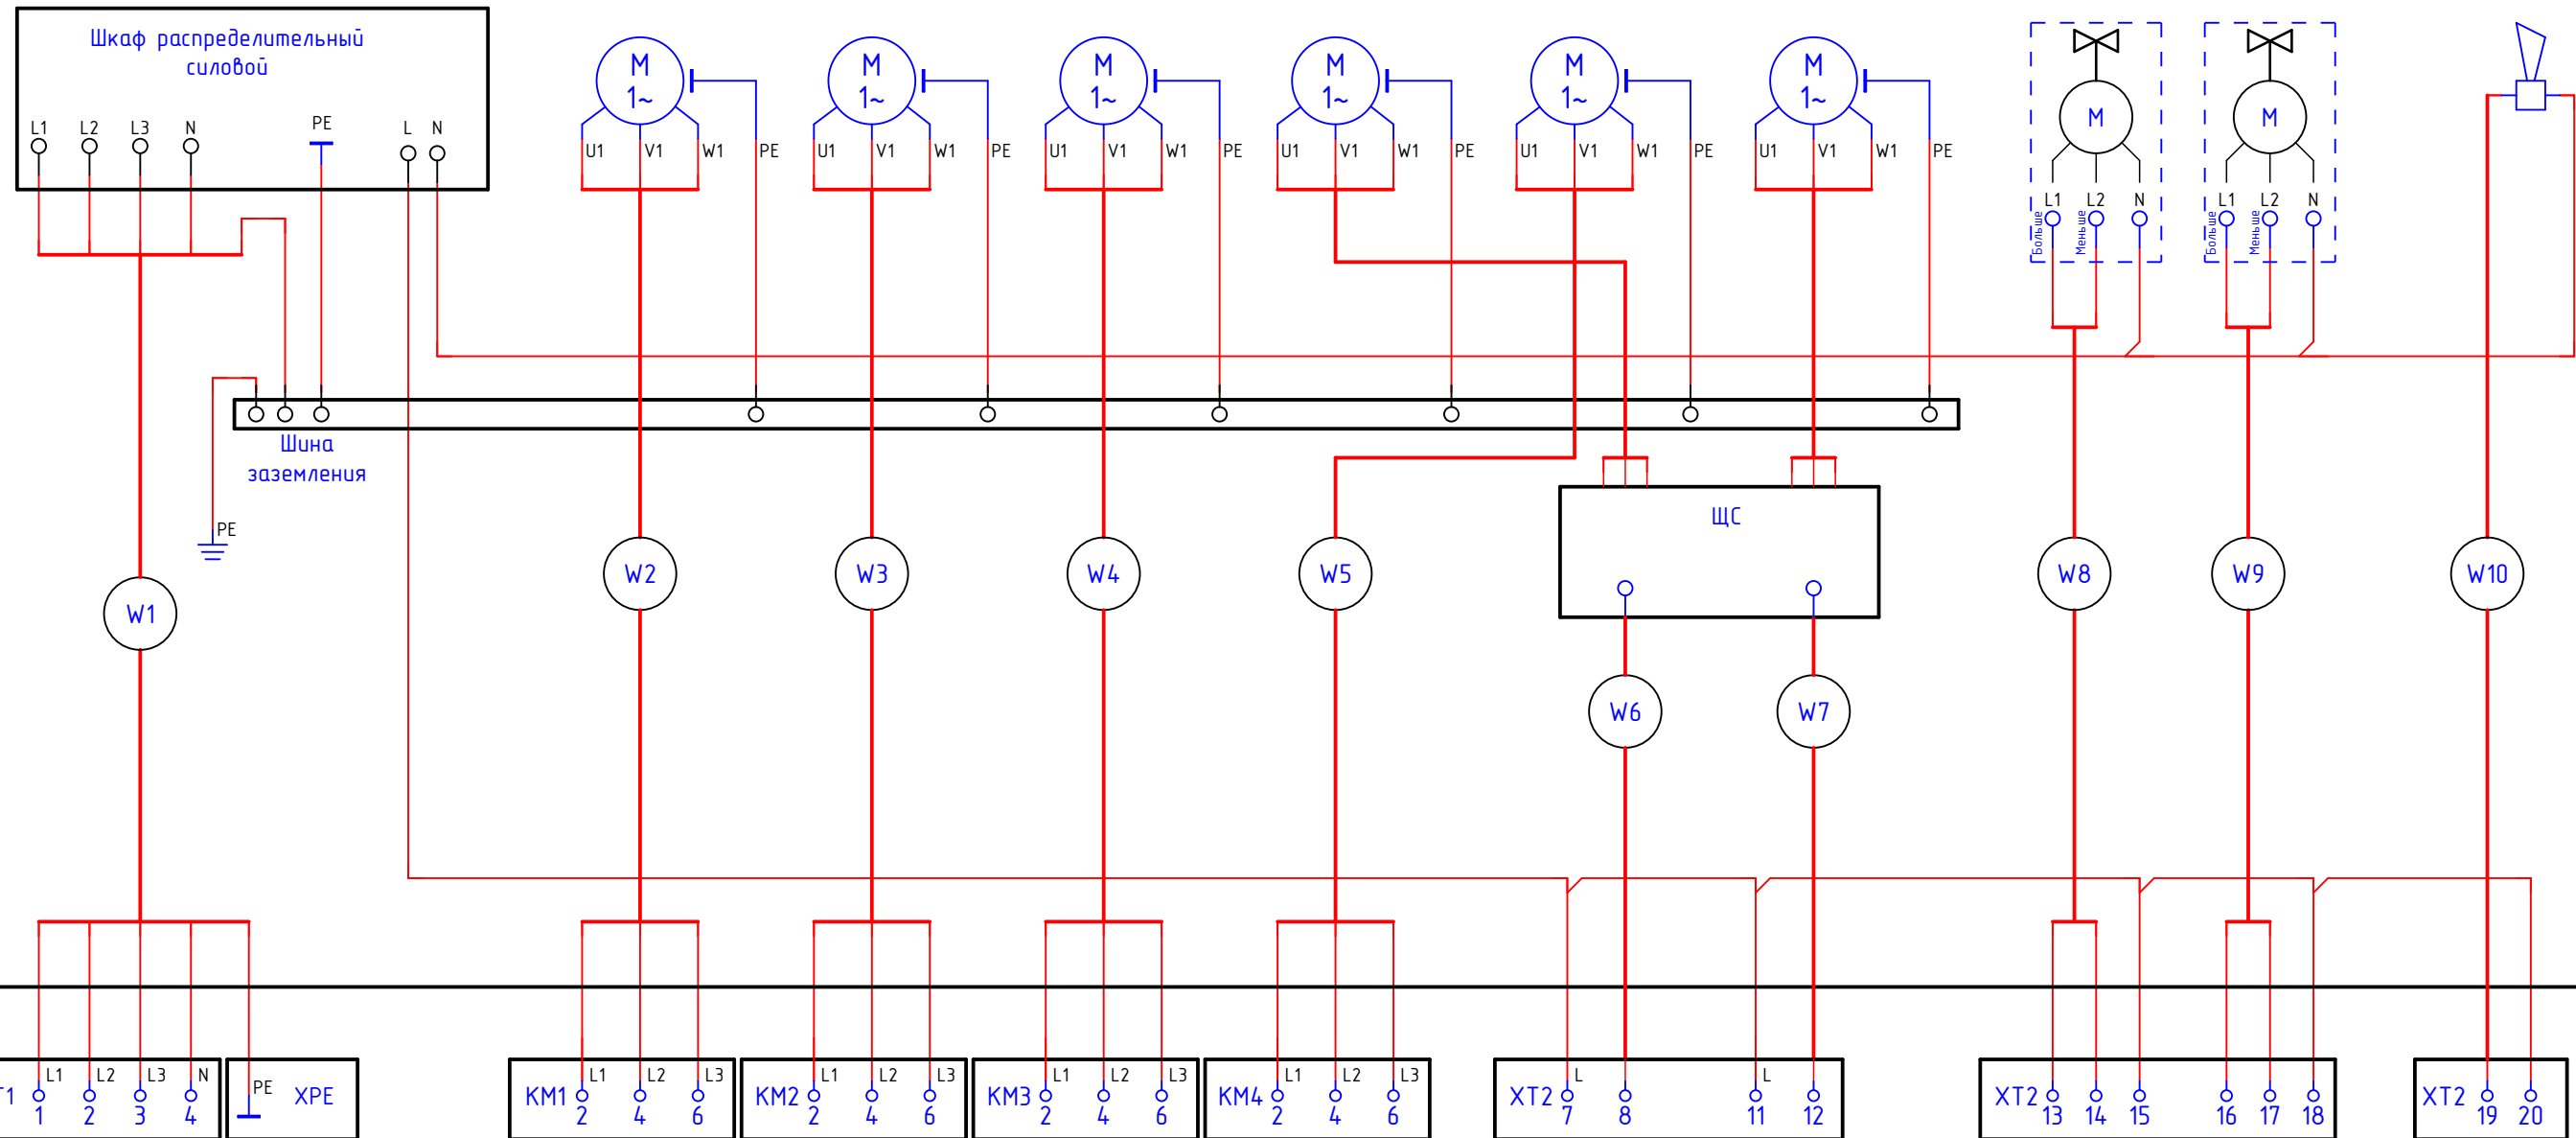 Шкаф распределительный
силовой
L1 L2 L3 N PE L N
M
1~
U1 V1 W1 PE
M
1~
U1 V1 W1 PE
M
1~
U1 V1 W1 PE
M
1~
U1 V1 W1 PE
M
1~
U1 V1 W1 PE
M
1~
U1 V1 W1 PE
M
L1 L2 N
Больше
Меньше
M
L1 L2 N
Больше
Меньше
Шина
заземления
PE
ЩС
W1
W2
W3
W4
W5
W6
W7
W8
W9
W10
T1
L1 L2 L3 N
1 2 3 4
PE XPE
KM1
L1 L2 L3
2 4 6
KM2
L1 L2 L3
2 4 6
KM3
L1 L2 L3
2 4 6
KM4
L1 L2 L3
2 4 6
XT2
L L
7 8 11 12
XT2
13 14 15 16 17 18
XT2
19 20